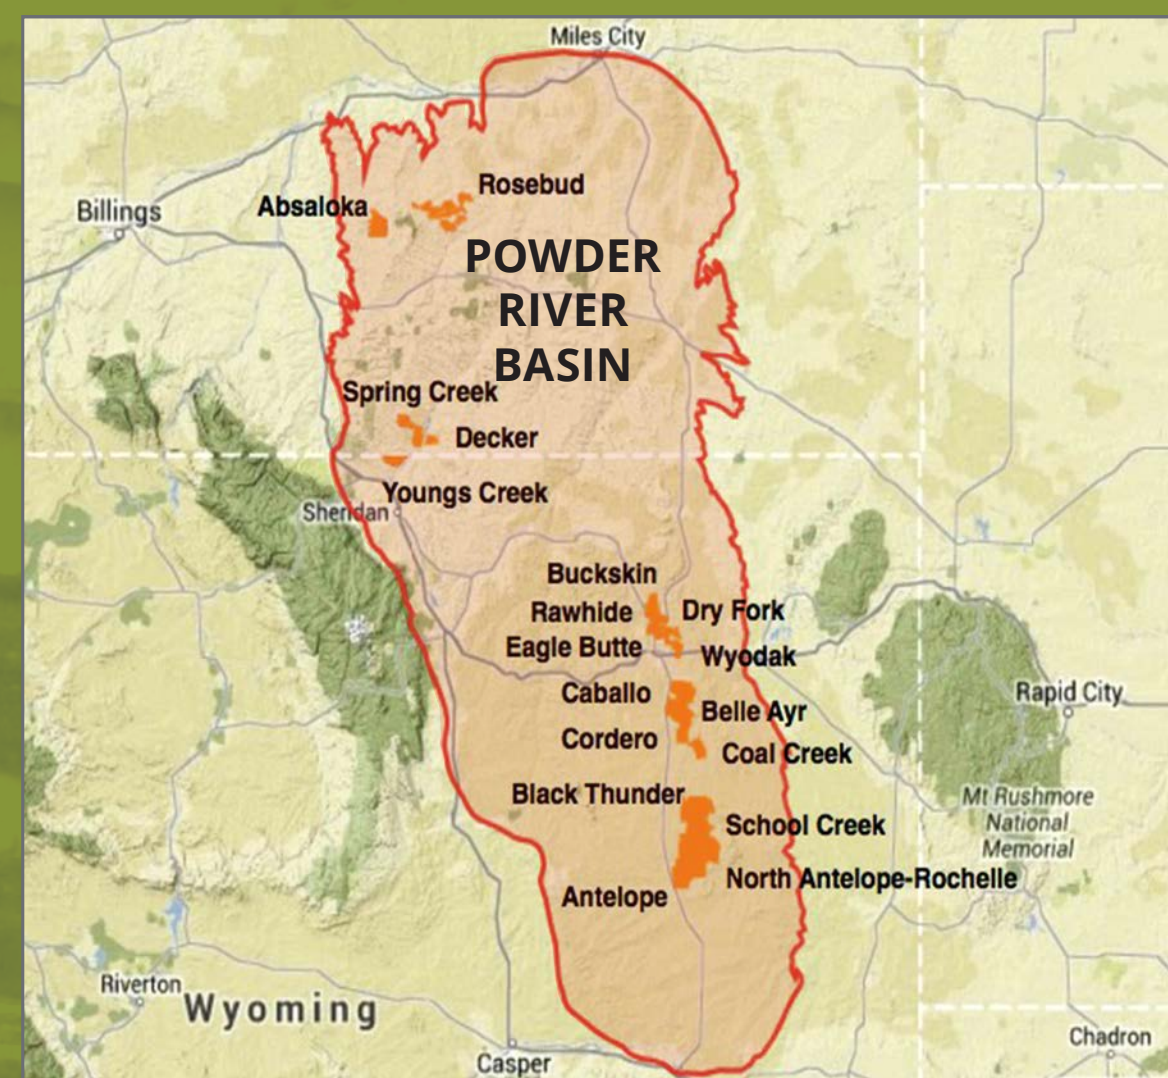 Miles City
Rosebud
Absaloka
Billings
POWDER
RIVER
BASIN
Spring Creek
Decker
Youngs Creek
Sheridan
Buckskin
Rawhide
Dry Fork
Eagle Butte
Wyodak
Caballo
Rapid City
Belle Ayr
Cordero
Coal Creek
Black Thunder
Mt Rushmore
National
Memorial
School Creek
North Antelope-Rochelle
Antelope
Riverton
Wyoming
Chadron
Casper